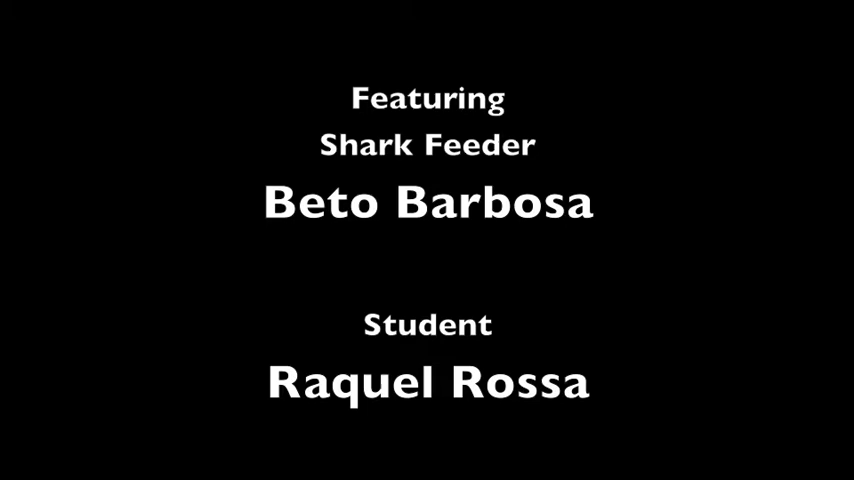 Featuring
Shark Feeder
Beto Barbosa
Student
Raquel Rossa